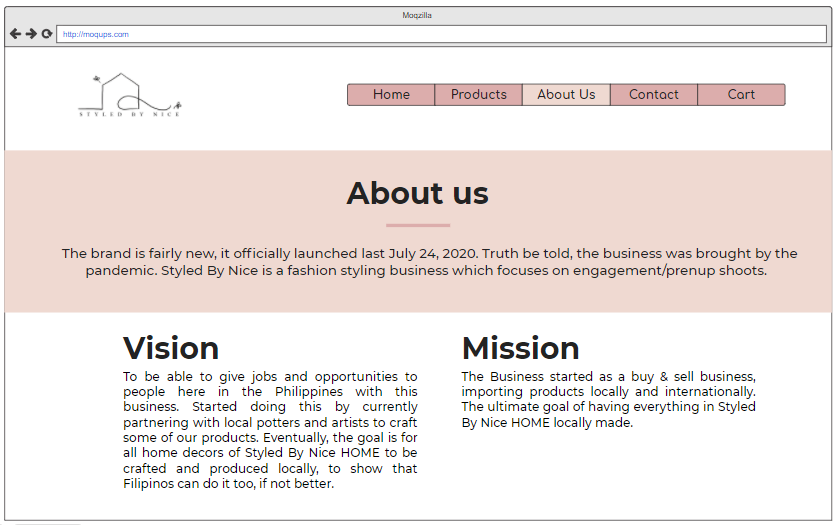 Moqzilla
http://moqups.com
STYLED BY NICE
Home
Products
About Us
Contact
Cart
About us
The brand is fairly new, it officially launched last July 24, 2020. Truth be told, the business was brought by the
pandemic. Styled By Nice is a fashion styling business which focuses on engagement/prenup shoots.
Vision
To be able to give jobs and opportunities to
people here in the Philippines with this
business. Started doing this by currently
partnering with local potters and artists to craft
some of our products. Eventually, the goal is for
all home decors of Styled By Nice HOME to be
crafted and produced locally, to show that
Filipinos can do it too, if not better.
Mission
The Business started as a buy & sell business,
importing products locally and internationally.
The ultimate goal of having everything in Styled
By Nice HOME locally made.